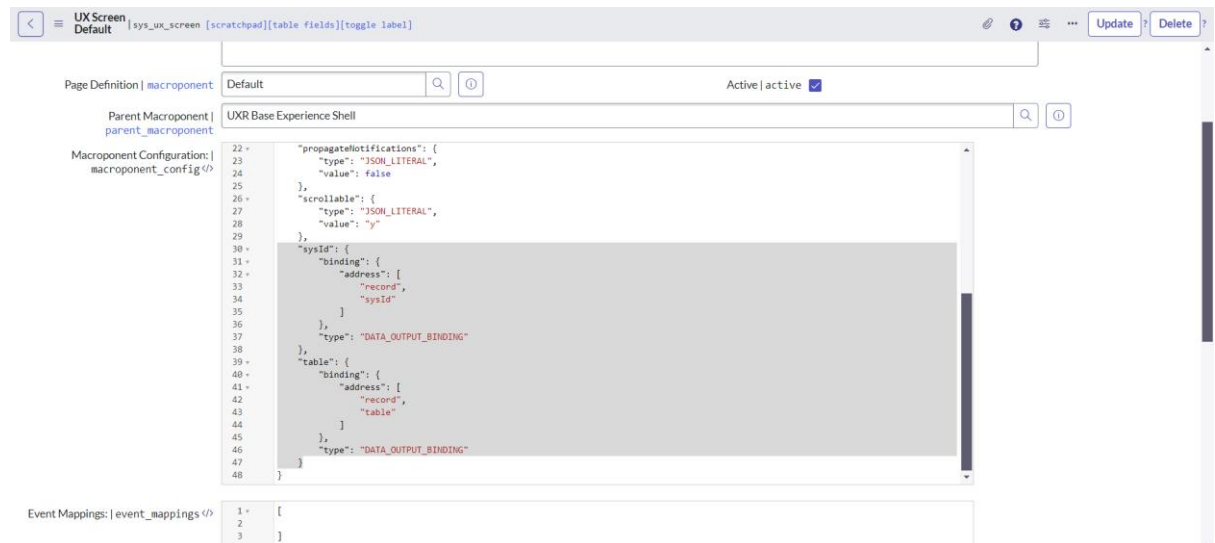 UX Screen
Default | sys_ux_screen [scratchpad][table fields][toggle label]
Update ? Delete ?
Page Definition | macroponent Default
Active | active
Parent Macroponent | UXR Base Experience Shell
parent_macroponent
Macroponent Configuration: |
macroponent_config </>
22 "propagateNotifications": {
23 "type": "JSON_LITERAL",
24 "value": false
25 },
26 "scrollable": {
27 "type": "JSON_LITERAL",
28 "value": "y"
29 },
30 "sysId": {
31 "binding": {
32 "address": [
33 "record",
34 "sysId"
35 ]
36 },
37 "type": "DATA_OUTPUT_BINDING"
38 },
39 "table": {
40 "binding": {
41 "address": [
42 "record",
43 "table"
44 ]
45 },
46 "type": "DATA_OUTPUT_BINDING"
47 }
48 }
Event Mappings: | event_mappings </>
1 [
2
3 ]